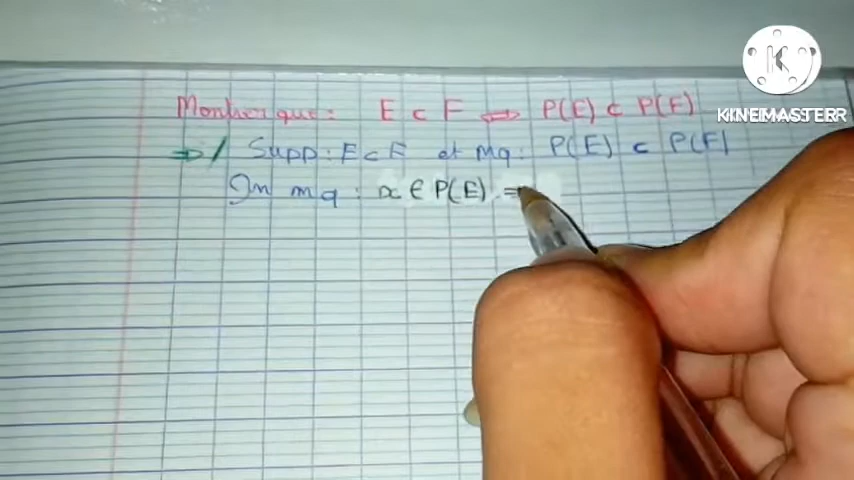 Montrer que : E ⊂ F ⇔ P(E) ⊂ P(F)
⇒/ Supp : E ⊂ F et Mq : P(E) ⊂ P(F)
On mq : x ∈ P(E) ⇒
K
KINEMASTER